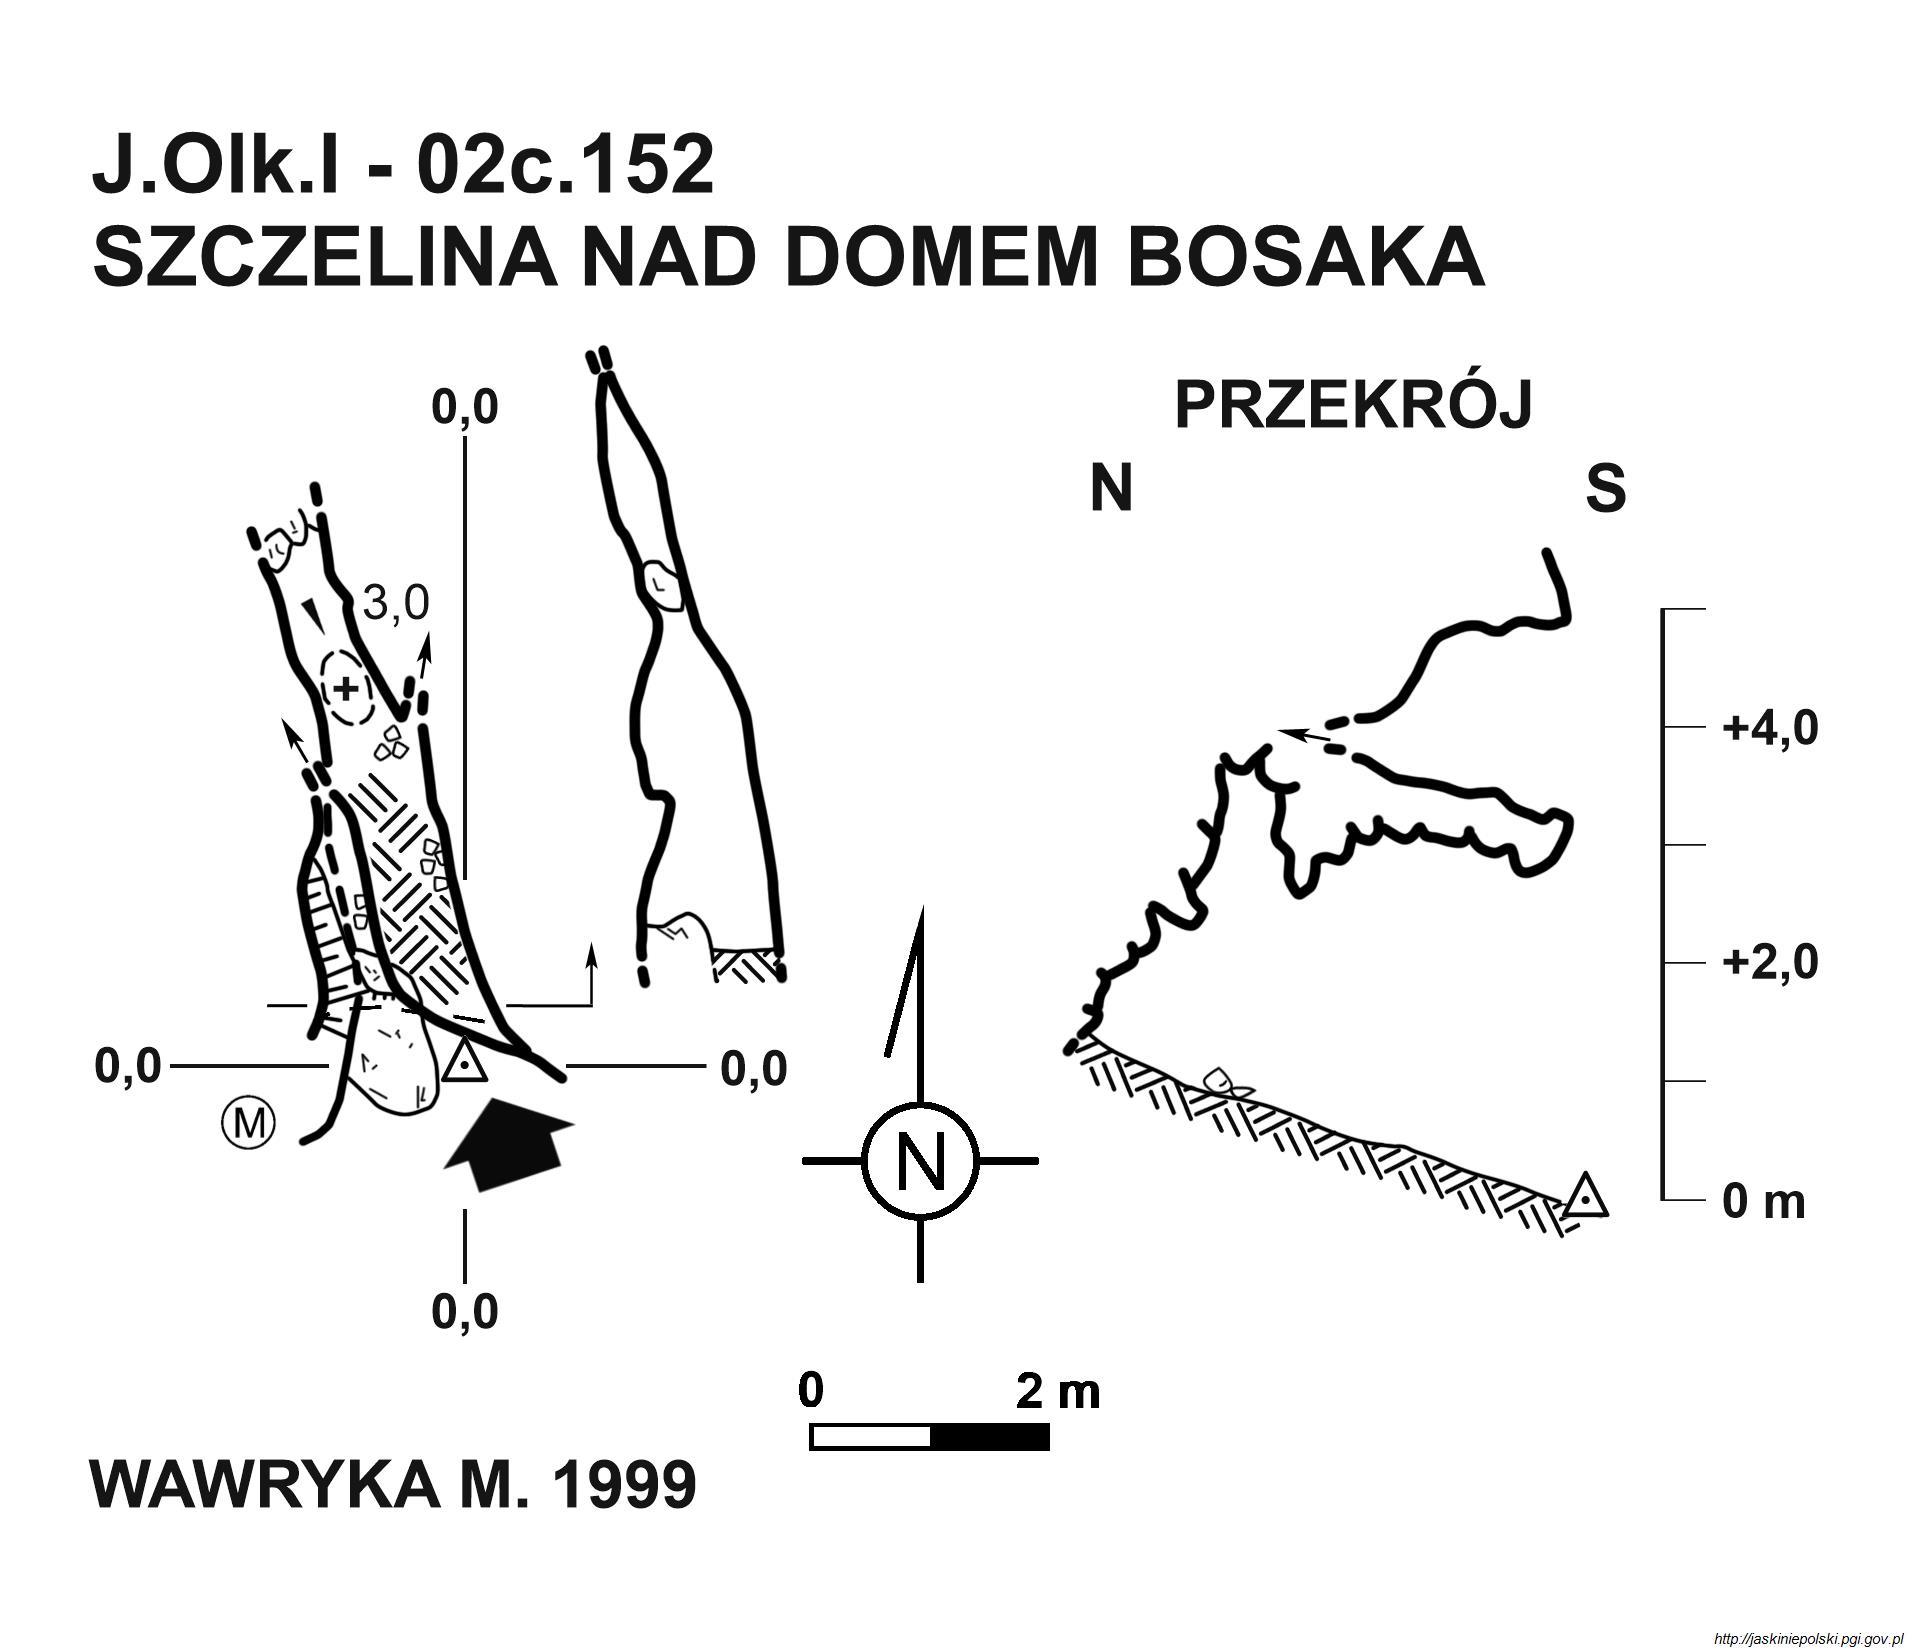 J.Olk.I - 02c.152
SZCZELINA NAD DOMEM BOSAKA
0,0
PRZEKRÓJ
N
S
3,0
+4,0
+2,0
0,0
0,0
M
N
0 m
0,0
0
2 m
WAWRYKA M. 1999
http://jaskiniepolski.pgi.gov.pl